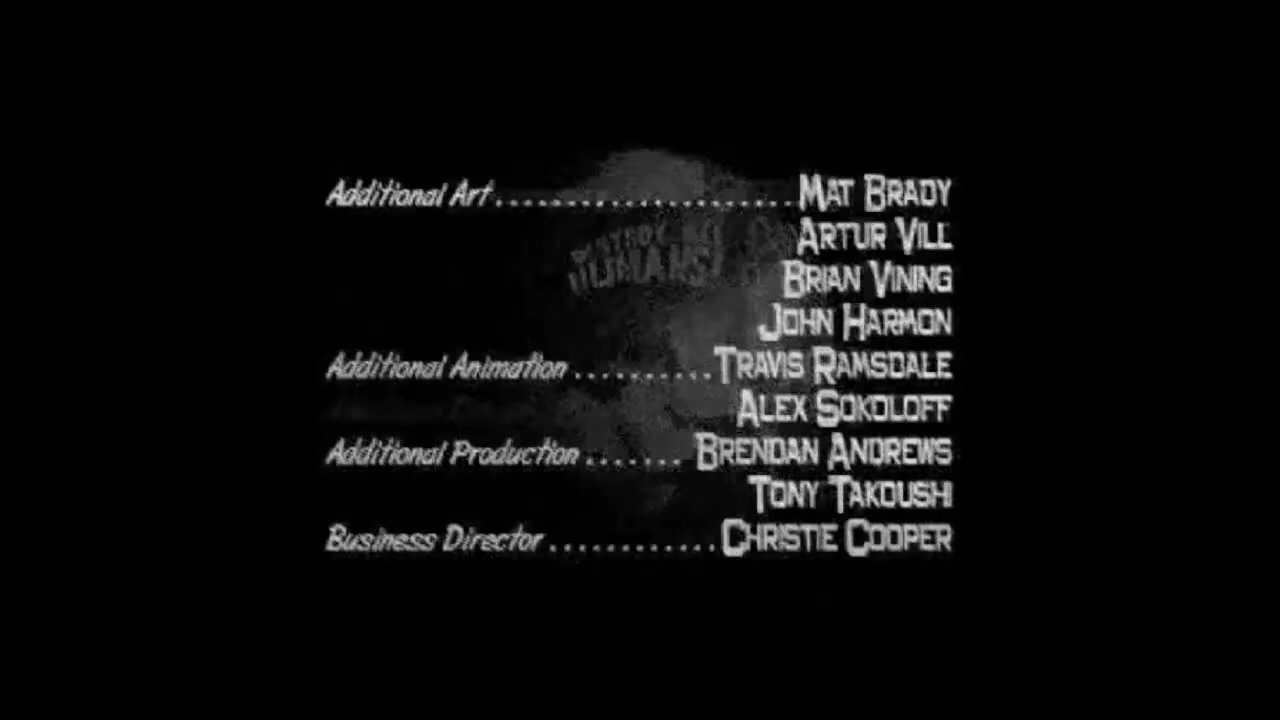 Additional Art.....................Mat Brady
Artur Vill
Brian Vining
John Harmon
Additional Animation ..........Travis Ramsdale
Alex Sokoloff
Additional Production ....... Brendan Andrews
Tony Takoushi
Business Director ............Christie Cooper
HUMANS!